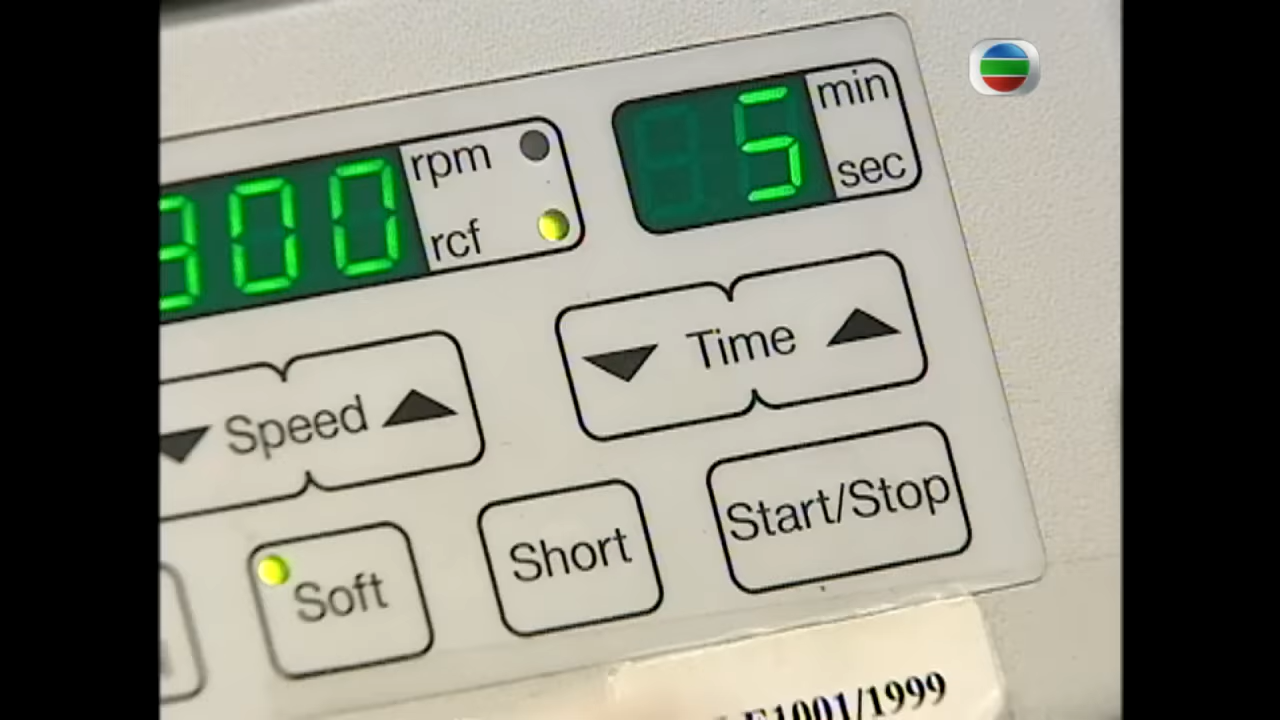 300 rpm rcf
5 min sec
Speed
Time
Soft
Short
Start/Stop
E1001/1999